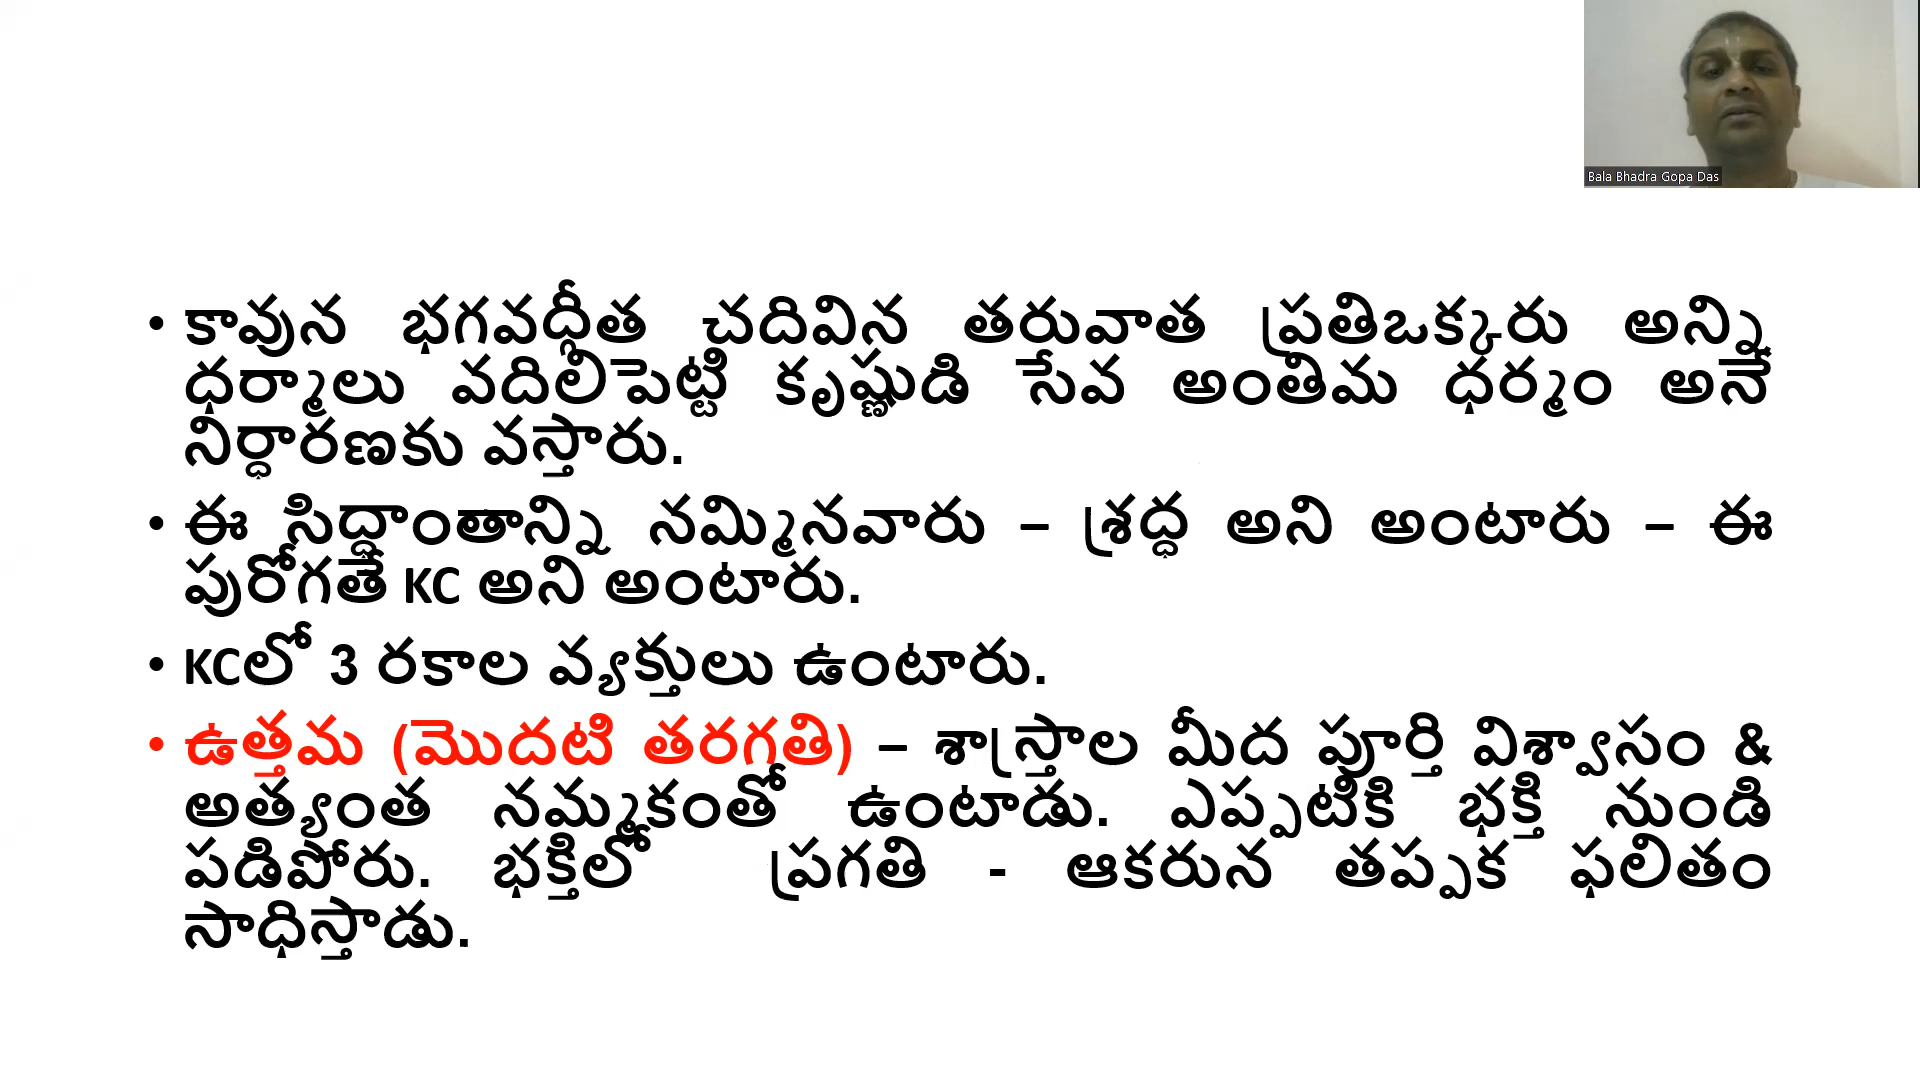 Bala Bhadra Gopa Das
• కావున భగవద్గీత చదివిన తరువాత ప్రతిఒక్కరు అన్ని
ధర్మాలు వదిలిపెట్టి కృష్ణుడి సేవ అంతిమ ధర్మం అనే
నిర్ధారణకు వస్తారు.
• ఈ సిద్ధాంతాన్ని నమ్మినవారు – శ్రద్ధ అని అంటారు – ఈ
పురోగతే KC అని అంటారు.
• KCలో 3 రకాల వ్యక్తులు ఉంటారు.
• ఉత్తమ (మొదటి తరగతి) – శాస్త్రాల మీద పూర్తి విశ్వాసం &
అత్యంత నమ్మకంతో ఉంటాడు. ఎప్పటికి భక్తి నుండి
పడిపోరు. భక్తిలో ప్రగతి - ఆకరున తప్పక ఫలితం
సాధిస్తాడు.